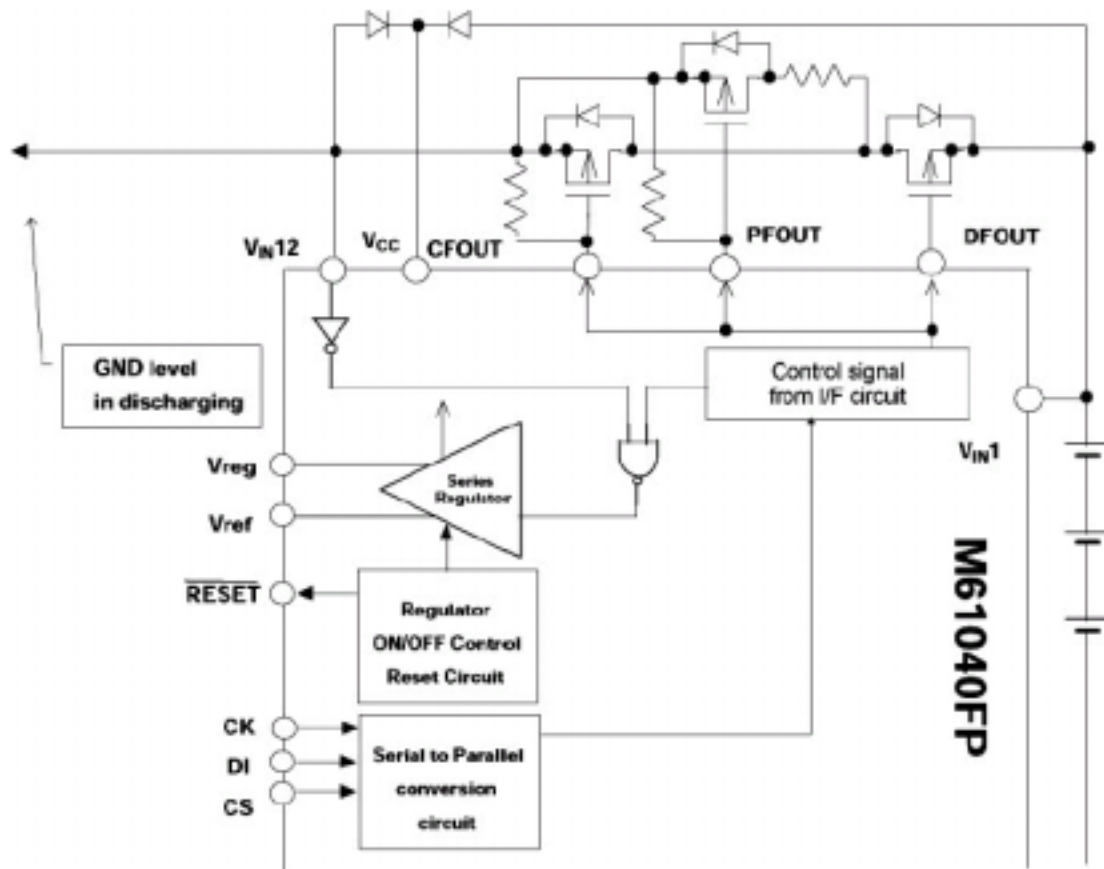 VIN12
VCC
CFOUT
PFOUT
DFOUT
GND level
in discharging
Control signal
from I/F circuit
VIN1
Vreg
Series
Regulator
Vref
RESET
Regulator
ON/OFF Control
Reset Circuit
M61040FP
CK
DI
CS
Serial to Parallel
conversion
circuit